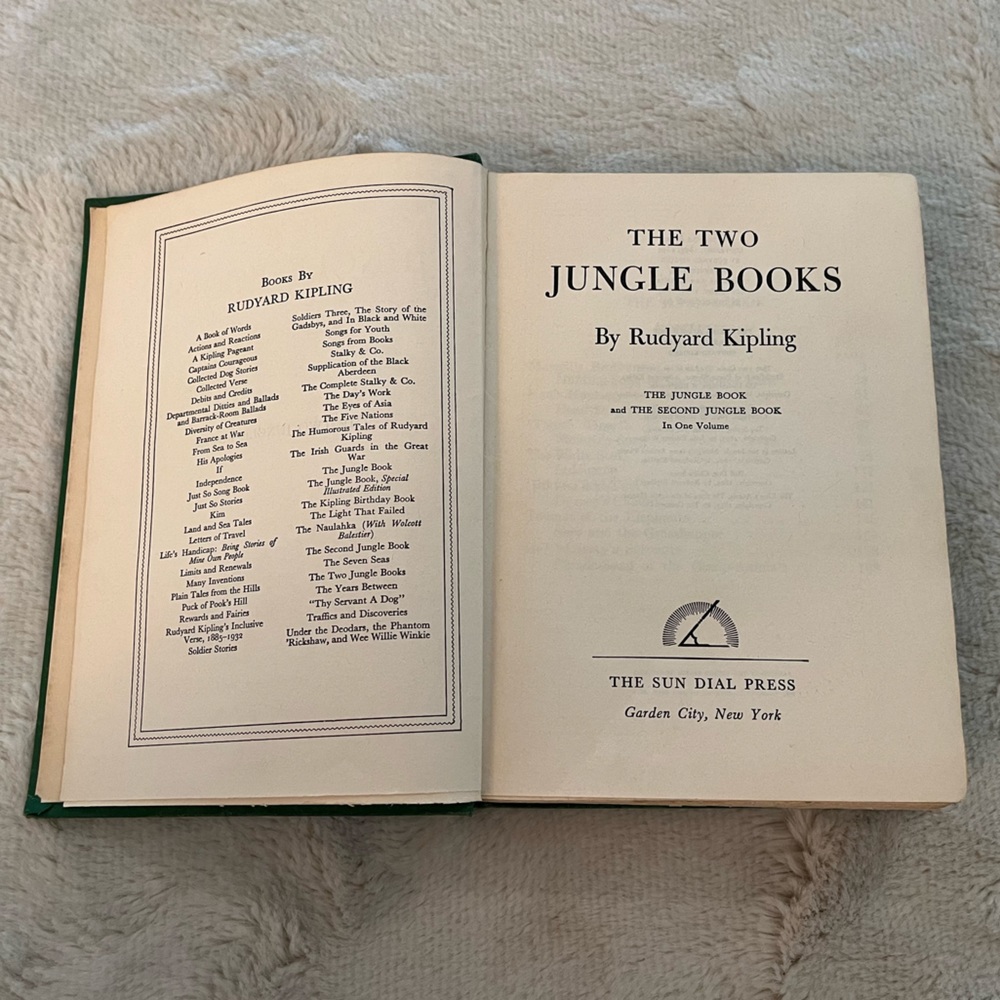 Books By
RUDYARD KIPLING
A Book of Words
Actions and Reactions
A Kipling Pageant
Captains Courageous
Collected Dog Stories
Collected Verse
Debits and Credits
Departmental Ditties and Ballads
and Barrack-Room Ballads
Diversity of Creatures
France at War
From Sea to Sea
His Apologies
If
Independence
Just So Song Book
Just So Stories
Kim
Land and Sea Tales
Letters of Travel
Life's Handicap: Being Stories of
Mine Own People
Limits and Renewals
Many Inventions
Plain Tales from the Hills
Puck of Pook's Hill
Rewards and Fairies
Rudyard Kipling's Inclusive
Verse, 1885-1932
Soldier Stories
Soldiers Three, The Story of the
Gadsbys, and In Black and White
Songs for Youth
Songs from Books
Stalky & Co.
Supplication of the Black
Aberdeen
The Complete Stalky & Co.
The Day's Work
The Eyes of Asia
The Five Nations
The Humorous Tales of Rudyard
Kipling
The Irish Guards in the Great
War
The Jungle Book
The Jungle Book, Special
Illustrated Edition
The Kipling Birthday Book
The Light That Failed
The Naulahka (With Wolcott
Balestier)
The Second Jungle Book
The Seven Seas
The Two Jungle Books
The Years Between
"Thy Servant A Dog"
Traffics and Discoveries
Under the Deodars, the Phantom
'Rickshaw, and Wee Willie Winkie
THE TWO
JUNGLE BOOKS
By Rudyard Kipling
THE JUNGLE BOOK
and THE SECOND JUNGLE BOOK
In One Volume
THE SUN DIAL PRESS
Garden City, New York